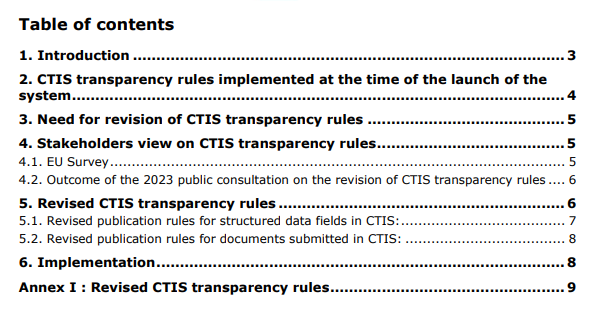 Table of contents
1. Introduction ................................................................................................ 3
2. CTIS transparency rules implemented at the time of the launch of the
system............................................................................................................. 4
3. Need for revision of CTIS transparency rules ............................................ 5
4. Stakeholders view on CTIS transparency rules.......................................... 5
4.1. EU Survey................................................................................................... 5
4.2. Outcome of the 2023 public consultation on the revision of CTIS transparency rules .... 6
5. Revised CTIS transparency rules ............................................................... 6
5.1. Revised publication rules for structured data fields in CTIS:.................................... 7
5.2. Revised publication rules for documents submitted in CTIS: ................................... 8
6. Implementation........................................................................................... 8
Annex I : Revised CTIS transparency rules.................................................... 9